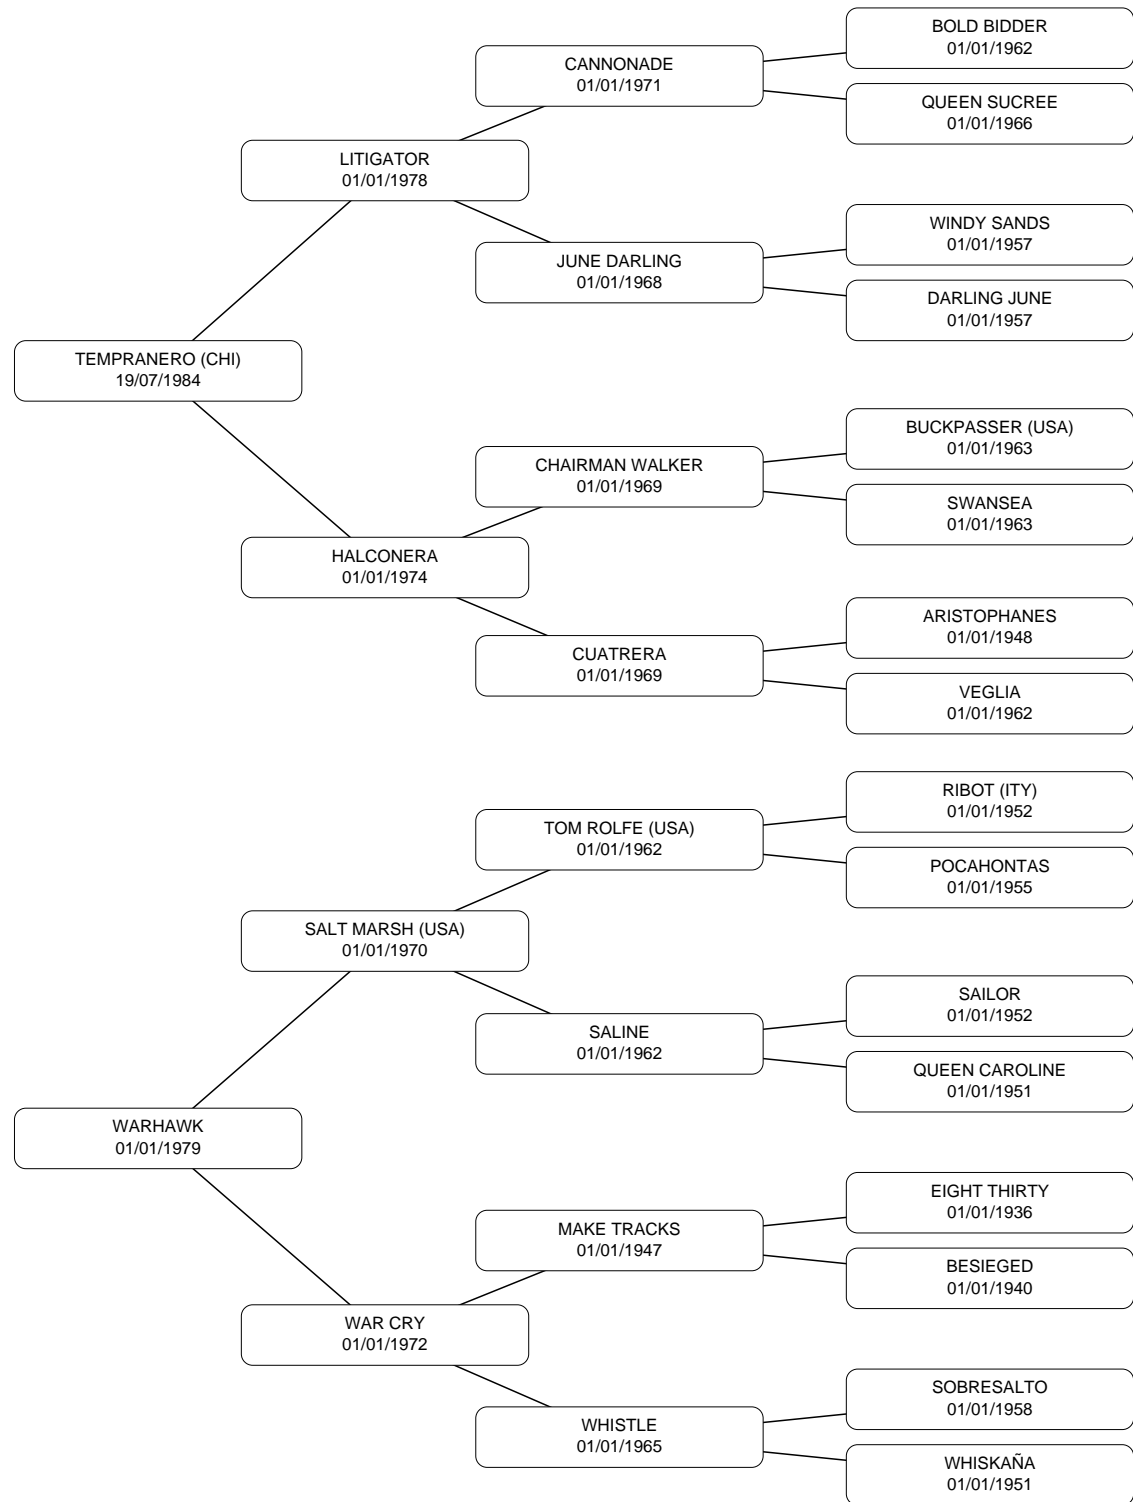 BOLD BIDDER
01/01/1962
CANNONADE
01/01/1971
QUEEN SUCREE
01/01/1966
LITIGATOR
01/01/1978
WINDY SANDS
01/01/1957
JUNE DARLING
01/01/1968
DARLING JUNE
01/01/1957
TEMPRANERO (CHI)
19/07/1984
BUCKPASSER (USA)
01/01/1963
CHAIRMAN WALKER
01/01/1969
SWANSEA
01/01/1963
HALCONERA
01/01/1974
ARISTOPHANES
01/01/1948
CUATRERA
01/01/1969
VEGLIA
01/01/1962
RIBOT (ITY)
01/01/1952
TOM ROLFE (USA)
01/01/1962
POCAHONTAS
01/01/1955
SALT MARSH (USA)
01/01/1970
SAILOR
01/01/1952
SALINE
01/01/1962
QUEEN CAROLINE
01/01/1951
WARHAWK
01/01/1979
EIGHT THIRTY
01/01/1936
MAKE TRACKS
01/01/1947
BESIEGED
01/01/1940
WAR CRY
01/01/1972
SOBRESALTO
01/01/1958
WHISTLE
01/01/1965
WHISKAÑA
01/01/1951